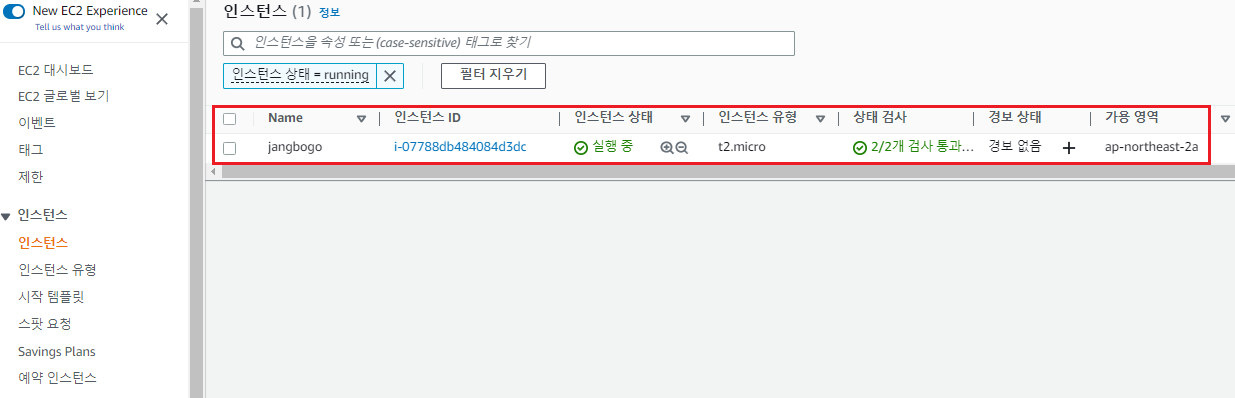 New EC2 Experience
Tell us what you think
EC2 대시보드
EC2 글로벌 보기
이벤트
태그
제한
인스턴스
인스턴스
인스턴스 유형
시작 템플릿
스팟 요청
Savings Plans
예약 인스턴스
인스턴스 (1) 정보
인스턴스을 속성 또는 (case-sensitive) 태그로 찾기
인스턴스 상태 = running
필터 지우기
Name 인스턴스 ID 인스턴스 상태 인스턴스 유형 상태 검사 경보 상태 가용 영역
jangbogo i-07788db484084d3dc 실행 중 t2.micro 2/2개 검사 통과... 경보 없음 ap-northeast-2a